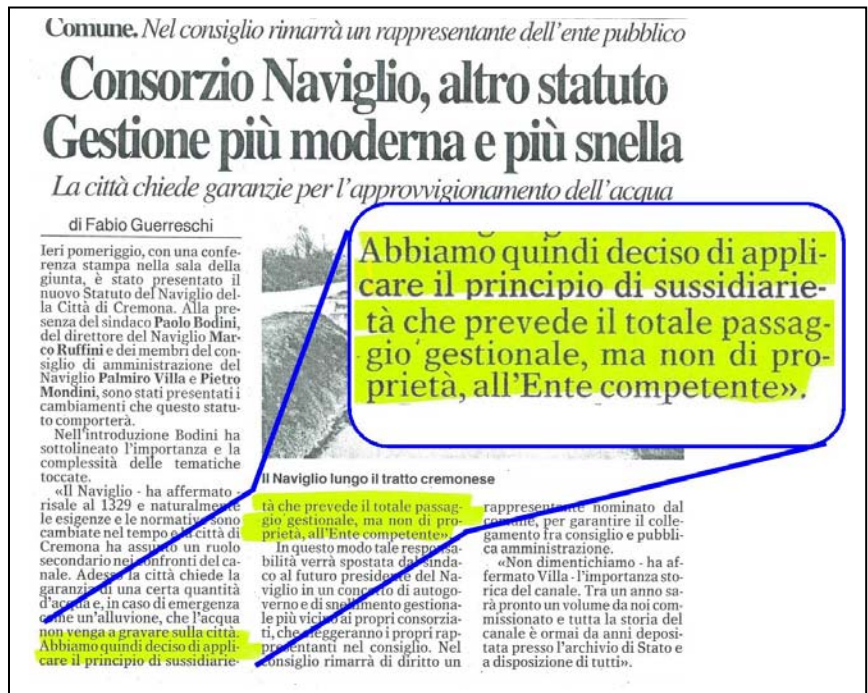 Comune. Nel consiglio rimarrà un rappresentante dell'ente pubblico
Consorzio Naviglio, altro statuto
Gestione più moderna e più snella
La città chiede garanzie per l'approvvigionamento dell'acqua
di Fabio Guerreschi
Ieri pomeriggio, con una confe-
renza stampa nella sala della
giunta, è stato presentato il
nuovo Statuto del Naviglio del-
la Città di Cremona. Alla pre-
senza del sindaco Paolo Bodini,
del direttore del Naviglio Mar-
co Ruffini e dei membri del con-
siglio di amministrazione del
Naviglio Palmiro Villa e Pietro
Mondini, sono stati presentati i
cambiamenti che questo statu-
to comporterà.
Nell'introduzione Bodini ha
sottolineato l'importanza e la
complessità delle tematiche
toccate.
«Il Naviglio - ha affermato -
risale al 1329 e naturalmente
le esigenze e le normative sono
cambiate nel tempo e la città di
Cremona ha assunto un ruolo
secondario nei confronti del ca-
nale. Adesso la città chiede la
garanzia di una certa quantità
d'acqua e, in caso di emergenza
come un'alluvione, che l'acqua
non venga a gravare sulla città.
Abbiamo quindi deciso di appli-
care il principio di sussidiarie-
Abbiamo quindi deciso di appli-
care il principio di sussidiarie-
tà che prevede il totale passag-
gio gestionale, ma non di pro-
prietà, all'Ente competente».
Il Naviglio lungo il tratto cremonese
tà che prevede il totale passag-
gio gestionale, ma non di pro-
prietà, all'Ente competente».
In questo modo tale responsa-
bilità verrà spostata dal sinda-
co al futuro presidente del Na-
viglio in un concetto di autogo-
verno e di snellimento gestiona-
le più vicino ai propri consorzia-
ti, che eleggeranno i propri rap-
presentanti nel consiglio. Nel
consiglio rimarrà di diritto un
rappresentante nominato dal
comune, per garantire il colle-
gamento fra consiglio e pubbli-
ca amministrazione.
«Non dimentichiamo - ha af-
fermato Villa - l'importanza sto-
rica del canale. Tra un anno sa-
rà pronto un volume da noi com-
missionato e tutta la storia del
canale è ormai da anni deposi-
tata presso l'archivio di Stato e
a disposizione di tutti».